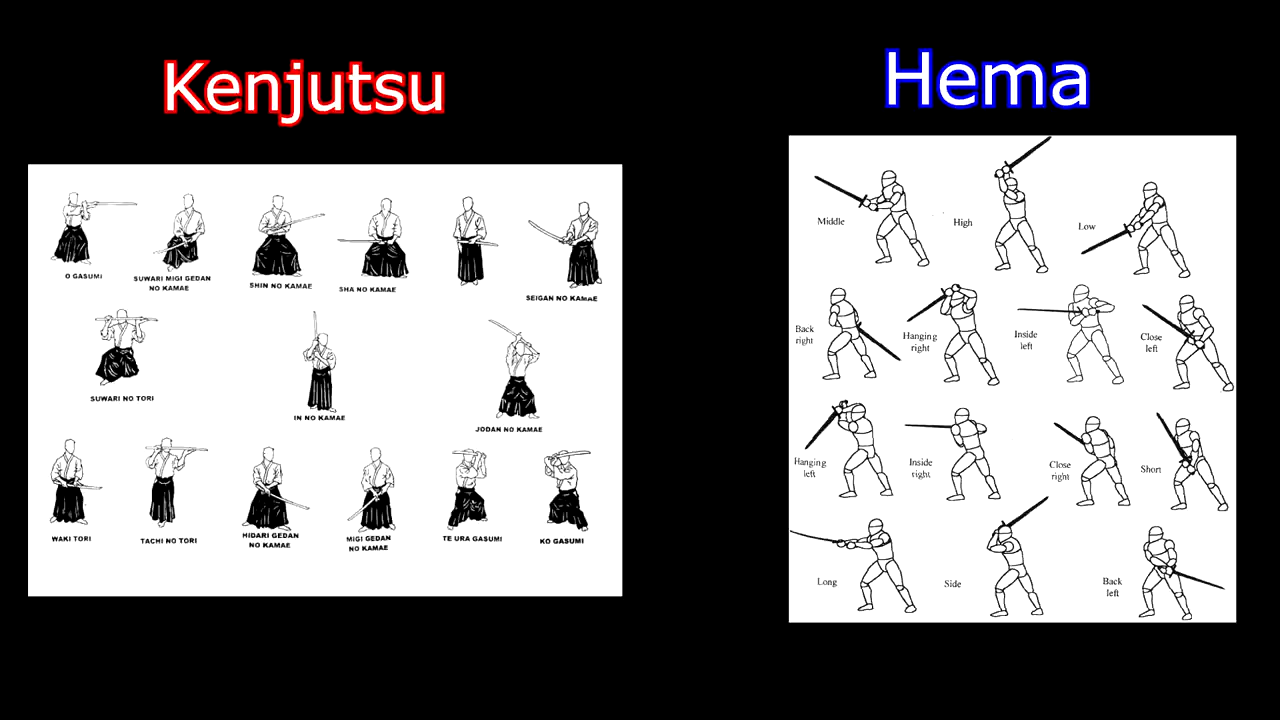 Kenjutsu
O GASUMI
SUWARI MIGI GEDAN
NO KAMAE
SHIN NO KAMAE
SHA NO KAMAE
SEIGAN NO KAMAE
SUWARI NO TORI
IN NO KAMAE
JODAN NO KAMAE
WAKI TORI
TACHI NO TORI
HIDARI GEDAN
NO KAMAE
MIGI GEDAN
NO KAMAE
TE URA GASUMI
KO GASUMI
Hema
Middle
High
Low
Back
right
Hanging
right
Inside
left
Close
left
Hanging
left
Inside
right
Close
right
Short
Long
Side
Back
left